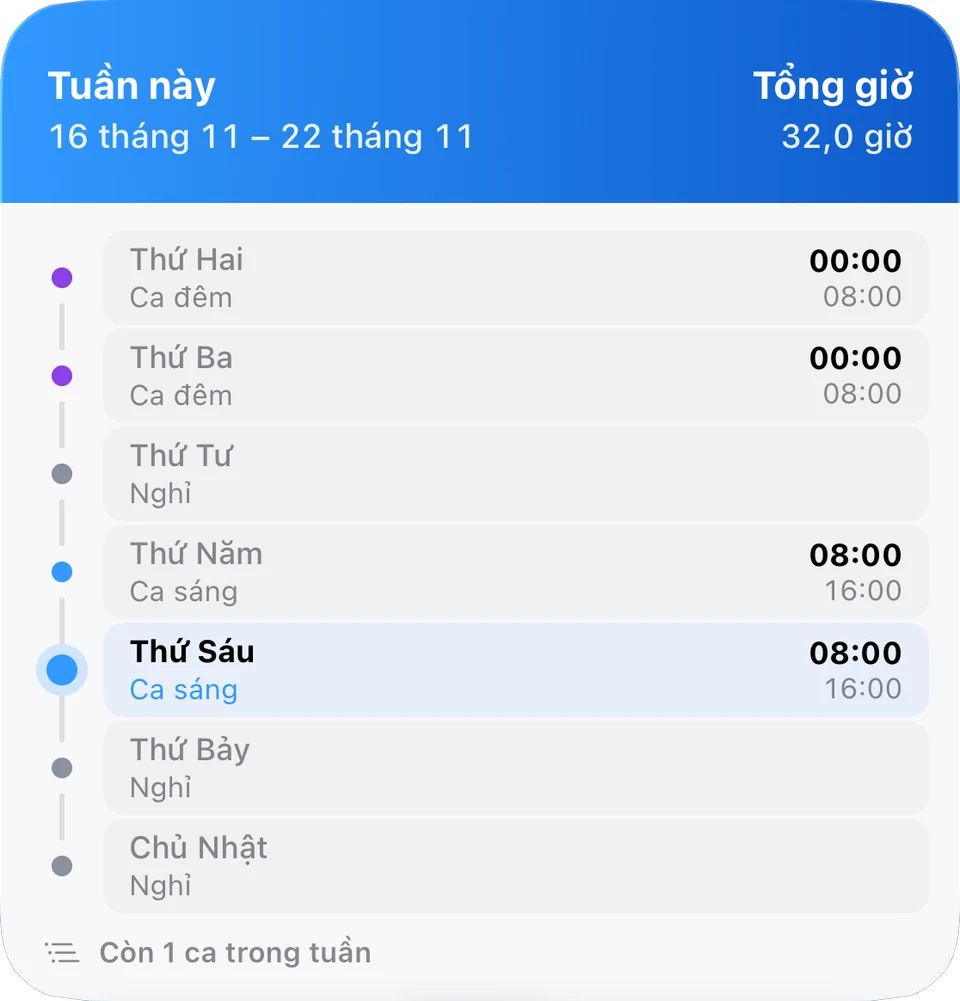 Tuần này
16 tháng 11 – 22 tháng 11
Tổng giờ
32,0 giờ
Thứ Hai
Ca đêm
00:00
08:00
Thứ Ba
Ca đêm
00:00
08:00
Thứ Tư
Nghỉ
Thứ Năm
Ca sáng
08:00
16:00
Thứ Sáu
Ca sáng
08:00
16:00
Thứ Bảy
Nghỉ
Chủ Nhật
Nghỉ
Còn 1 ca trong tuần